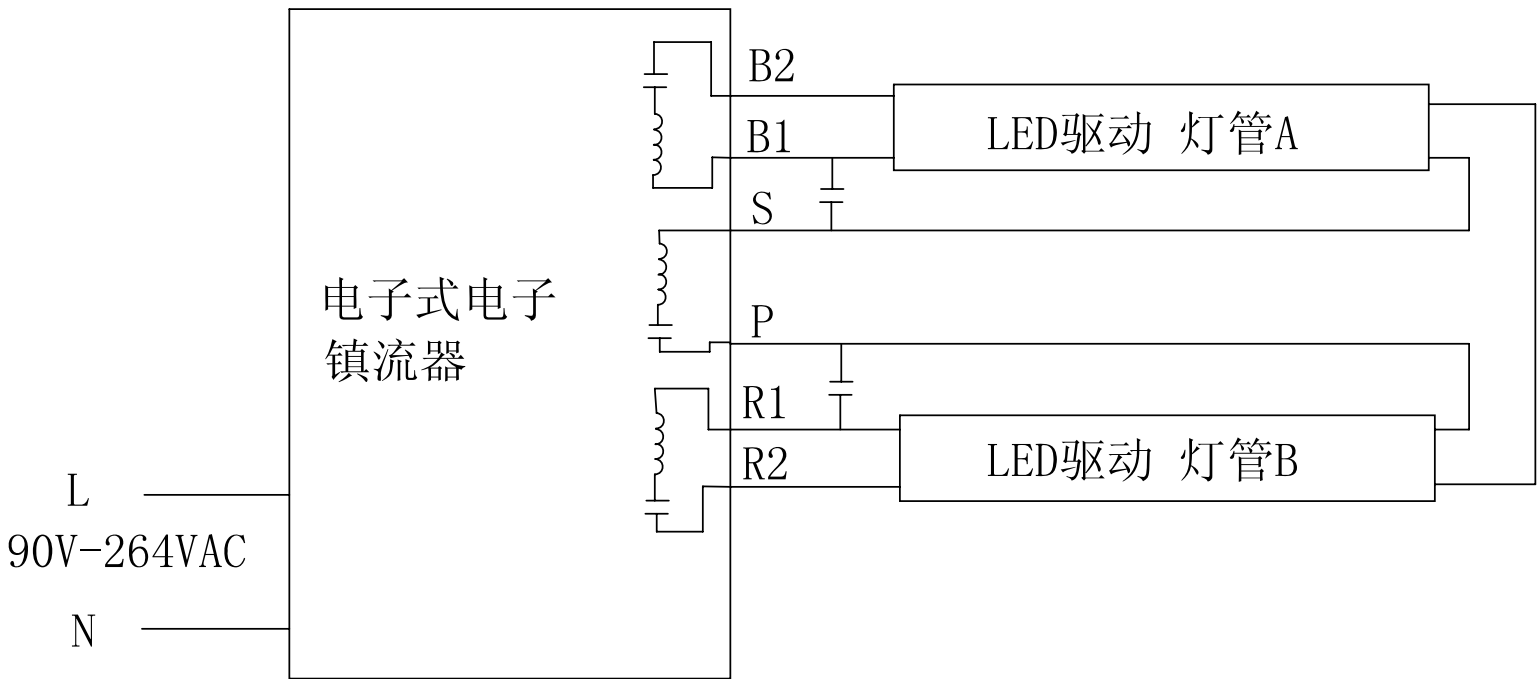 B2
LED驱动 灯管A
B1
S
电子式电子
镇流器
P
R1
LED驱动 灯管B
R2
L
90V-264VAC
N